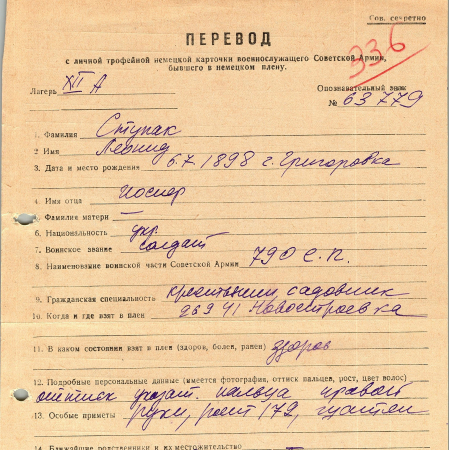 Сов. секретно
ПЕРЕВОД
336
с личной трофейной немецкой карточки военнослужащего Советской Армии,
бывшего в немецком плену.
Лагерь XII А
Опознавательный знак
№ 63779
1. Фамилия Ступак
2. Имя Леонид
3. Дата и место рождения 6.7.1898 г. Григоровка
4. Имя отца Иосиф
5. Фамилия матери —
6. Национальность укр.
7. Воинское звание солдат
8. Наименование воинской части Советской Армии 790 с.п.
9. Гражданская специальность крестьянин садовник
10. Когда и где взят в плен 26 9 41 Новостроевка
11. В каком состоянии взят в плен (здоров, болен, ранен) здоров
12. Подробные персональные данные (имеется фотография, оттиск пальцев, рост, цвет волос)
оттиск указат. пальца правой
13. Особые приметы руки, рост 179,
14. Ближайшие родственники и их местожительство